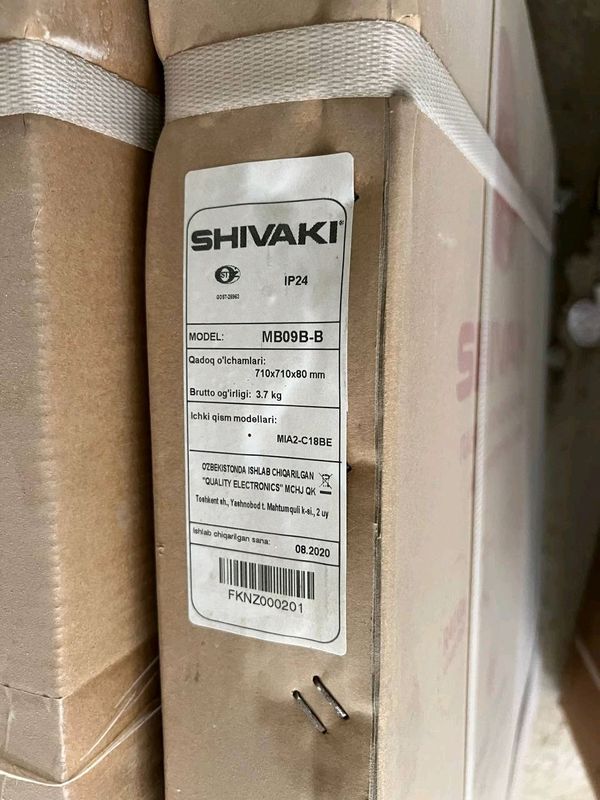 SHIVAKI®
IP24
GOST-26963
MODEL: MB09B-B
Qadoq o'lchamlari:
710x710x80 mm
Brutto og'irligi: 3.7 kg
Ichki qism modellari:
MIA2-C18BE
O'ZBEKISTONDA ISHLAB CHIQARILGAN
"QUALITY ELECTRONICS" MCHJ QK
Toshkent sh., Yashnobod t. Mahtumquli k-si., 2 uy
Ishlab chiqarilgan sana:
08.2020
FKNZ000201